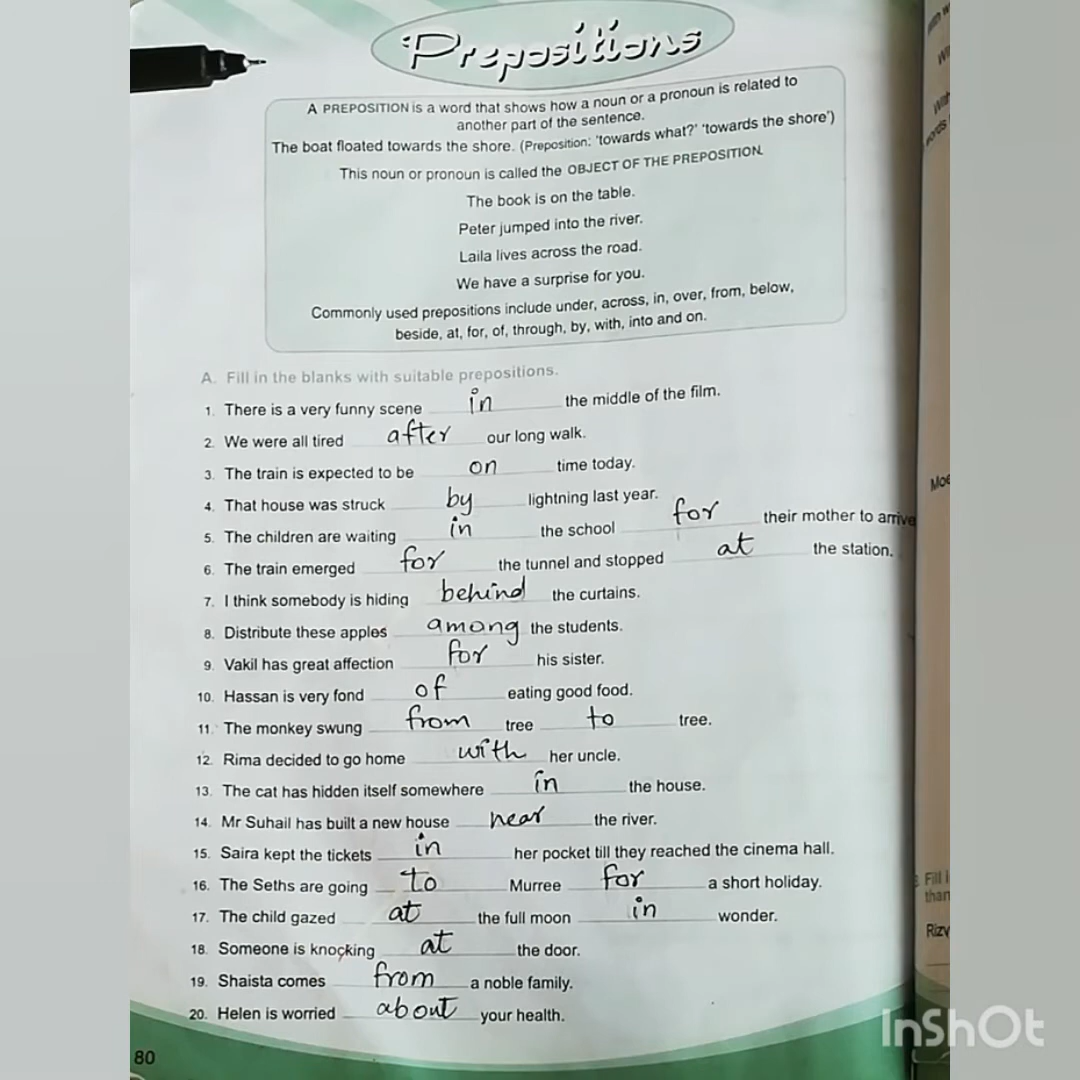 Prepositions
A PREPOSITION is a word that shows how a noun or a pronoun is related to
another part of the sentence.
The boat floated towards the shore. (Preposition: 'towards what?' 'towards the shore')
This noun or pronoun is called the OBJECT OF THE PREPOSITION.
The book is on the table.
Peter jumped into the river.
Laila lives across the road.
We have a surprise for you.
Commonly used prepositions include under, across, in, over, from, below,
beside, at, for, of, through, by, with, into and on.
A. Fill in the blanks with suitable prepositions.
1. There is a very funny scene in the middle of the film.
2. We were all tired after our long walk.
3. The train is expected to be on time today.
4. That house was struck by lightning last year.
5. The children are waiting in the school for their mother to arrive
6. The train emerged for the tunnel and stopped at the station.
7. I think somebody is hiding behind the curtains.
8. Distribute these apples among the students.
9. Vakil has great affection for his sister.
10. Hassan is very fond of eating good food.
11. The monkey swung from tree to tree.
12. Rima decided to go home with her uncle.
13. The cat has hidden itself somewhere in the house.
14. Mr Suhail has built a new house near the river.
15. Saira kept the tickets in her pocket till they reached the cinema hall.
16. The Seths are going to Murree for a short holiday.
17. The child gazed at the full moon in wonder.
18. Someone is knocking at the door.
19. Shaista comes from a noble family.
20. Helen is worried about your health.
80
InShOt